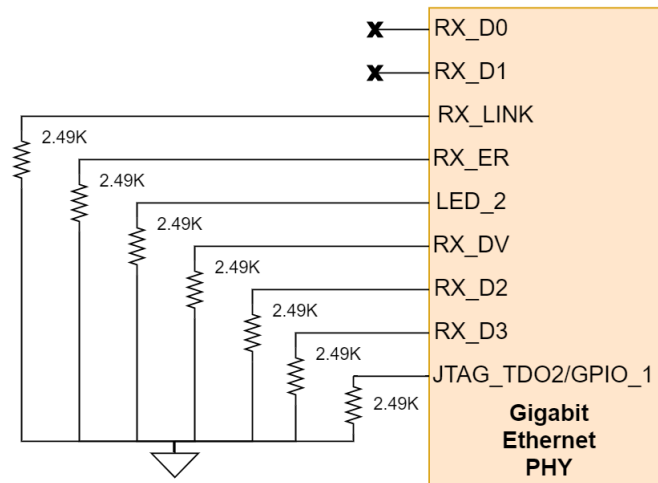 RX_D0
RX_D1
RX_LINK
2.49K
RX_ER
2.49K
LED_2
2.49K
RX_DV
2.49K
RX_D2
2.49K
RX_D3
2.49K
JTAG_TDO2/GPIO_1
2.49K
Gigabit
Ethernet
PHY